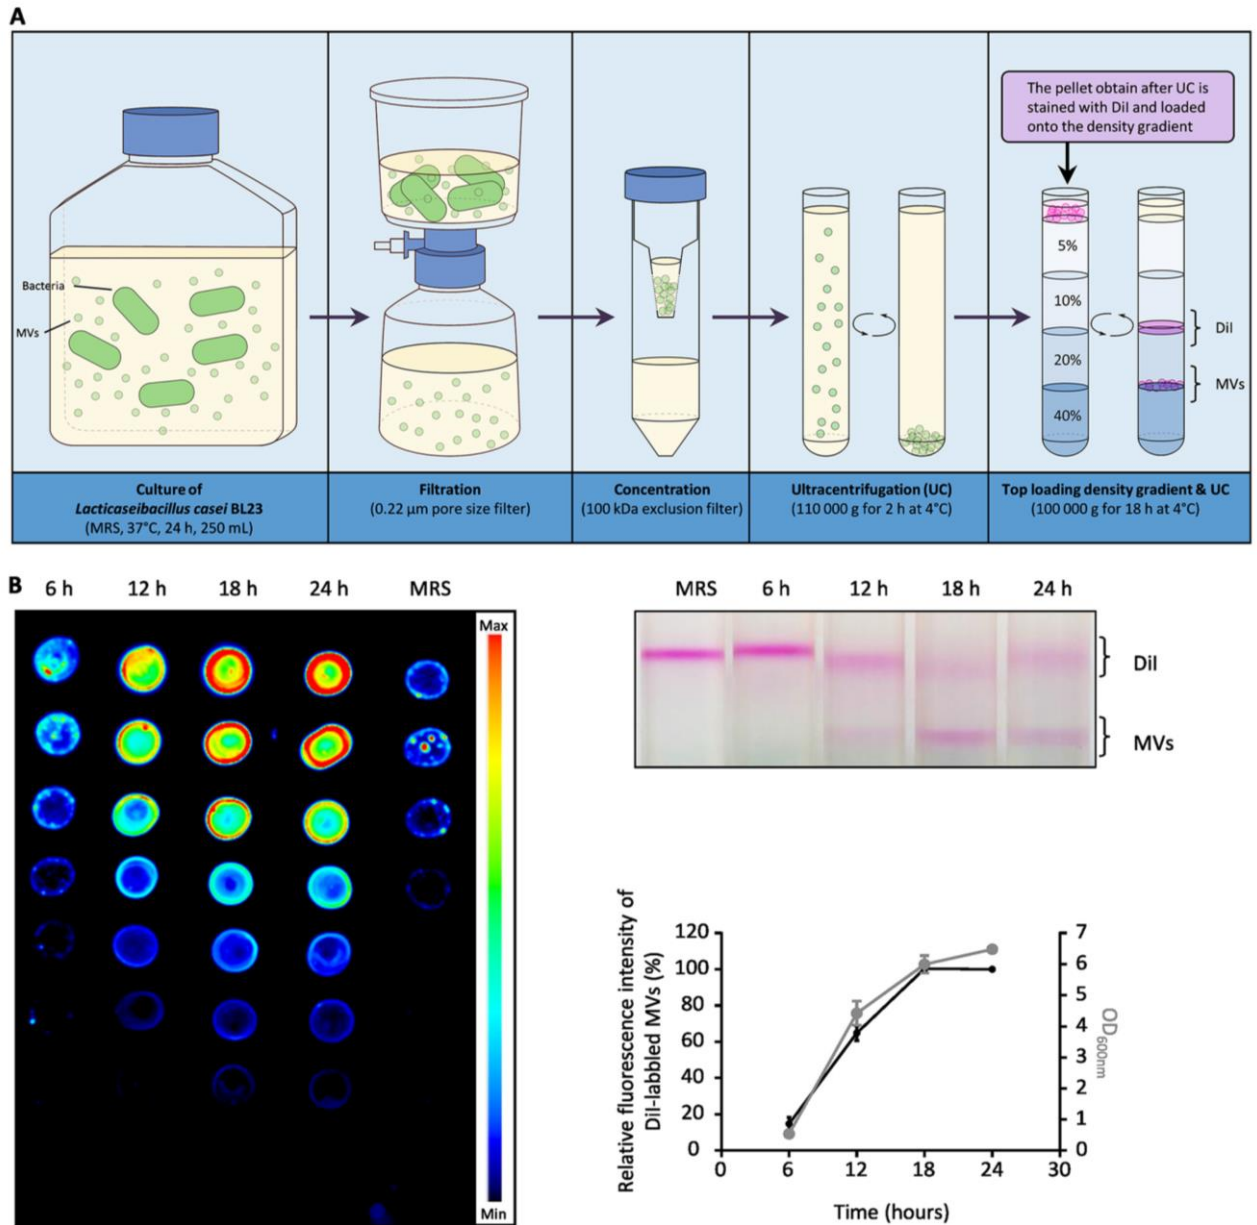 A
The pellet obtain after UC is
stained with DiI and loaded
onto the density gradient
Bacteria
MVs
5%
10%
20%
40%
DiI
MVs
Culture of
Lacticaseibacillus casei BL23
(MRS, 37°C, 24 h, 250 mL)
Filtration
(0.22 µm pore size filter)
Concentration
(100 kDa exclusion filter)
Ultracentrifugation (UC)
(110 000 g for 2 h at 4°C)
Top loading density gradient & UC
(100 000 g for 18 h at 4°C)
B
6 h 12 h 18 h 24 h MRS
Max
Min
MRS 6 h 12 h 18 h 24 h
DiI
MVs
Relative fluorescence intensity of
DiI-labbled MVs (%)
120
100
80
60
40
20
0
7
6
5
4
3
2
1
0
OD600nm
0 6 12 18 24 30
Time (hours)